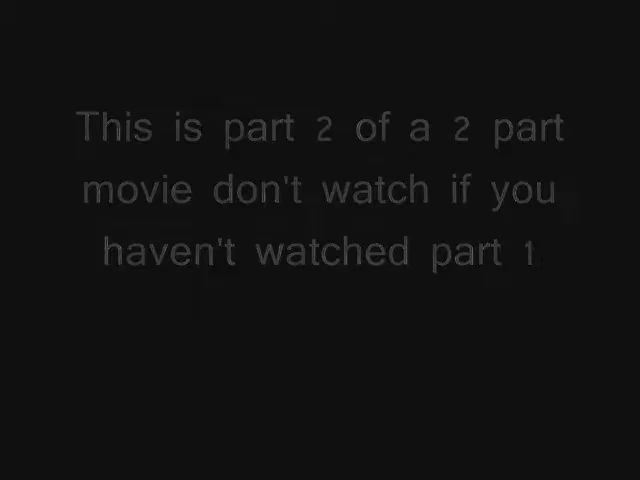 This is part 2 of a 2 part
movie don't watch if you
haven't watched part 1